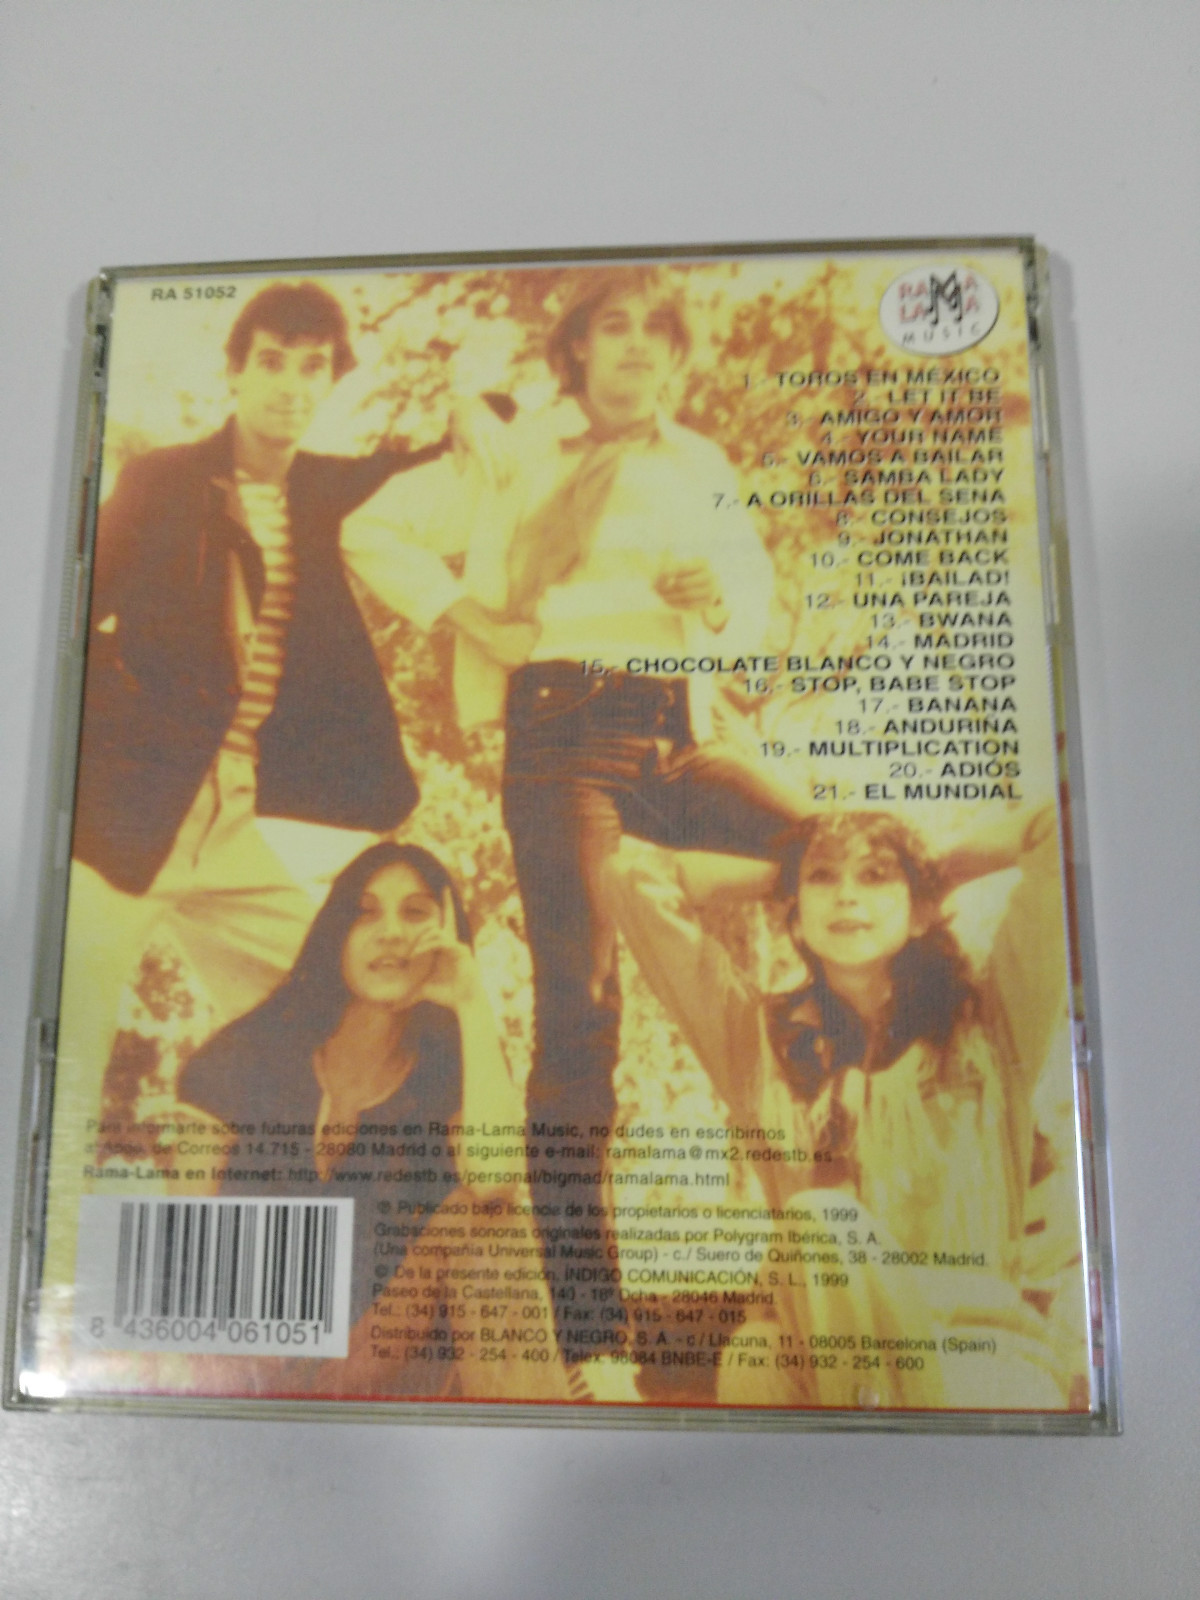 RA 51052
RAMA
LAMA
MUSIC
1.- TOROS EN MÉXICO
2.- LET IT BE
3.- AMIGO Y AMOR
4.- YOUR NAME
5.- VAMOS A BAILAR
6.- SAMBA LADY
7.- A ORILLAS DEL SENA
8.- CONSEJOS
9.- JONATHAN
10.- COME BACK
11.- ¡BAILAD!
12.- UNA PAREJA
13.- BWANA
14.- MADRID
15.- CHOCOLATE BLANCO Y NEGRO
16.- STOP, BABE STOP
17.- BANANA
18.- ANDURIÑA
19.- MULTIPLICATION
20.- ADIÓS
21.- EL MUNDIAL
Para informarte sobre futuras ediciones en Rama-Lama Music, no dudes en escribirnos
al Apdo. de Correos 14.715 - 28080 Madrid o al siguiente e-mail: ramalama@mx2.redestb.es
Rama-Lama en Internet: http://www.redestb.es/personal/bigmad/ramalama.html
℗ Publicado bajo licencia de los propietarios o licenciatarios, 1999
Grabaciones sonoras originales realizadas por Polygram Ibérica, S. A.
(Una compañia Universal Music Group) - c./ Suero de Quiñones, 38 - 28002 Madrid.
© De la presente edición, INDIGO COMUNICACIÓN, S. L., 1999
Paseo de la Castellana, 140 - 18º Dcha - 28046 Madrid
Tel.: (34) 915 - 647 - 001 / Fax: (34) 915 - 647 - 015
Distribuido por BLANCO Y NEGRO, S. A. - c / Llacuna, 11 - 08005 Barcelona (Spain)
Tel.: (34) 932 - 254 - 400 / Telex: 98084 BNBE-E / Fax: (34) 932 - 254 - 600
8 436004 061051